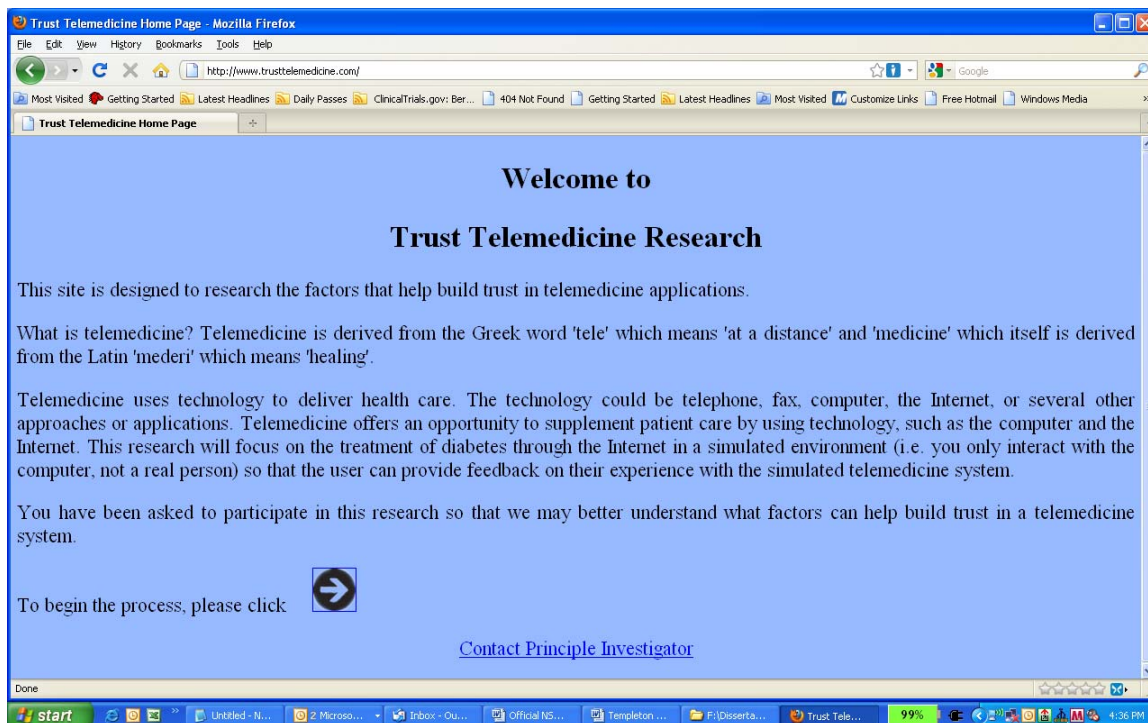 Trust Telemedicine Home Page - Mozilla Firefox
File Edit View History Bookmarks Tools Help
http://www.trusttelemedicine.com/ Google
Most Visited Getting Started Latest Headlines Daily Passes ClinicalTrials.gov: Ber... 404 Not Found Getting Started Latest Headlines Most Visited Customize Links Free Hotmail Windows Media »
Trust Telemedicine Home Page
Welcome to
Trust Telemedicine Research
This site is designed to research the factors that help build trust in telemedicine applications.
What is telemedicine? Telemedicine is derived from the Greek word 'tele' which means 'at a distance' and 'medicine' which itself is derived
from the Latin 'mederi' which means 'healing'.
Telemedicine uses technology to deliver health care. The technology could be telephone, fax, computer, the Internet, or several other
approaches or applications. Telemedicine offers an opportunity to supplement patient care by using technology, such as the computer and the
Internet. This research will focus on the treatment of diabetes through the Internet in a simulated environment (i.e. you only interact with the
computer, not a real person) so that the user can provide feedback on their experience with the simulated telemedicine system.
You have been asked to participate in this research so that we may better understand what factors can help build trust in a telemedicine
system.
To begin the process, please click
Contact Principle Investigator
Done
start » Untitled - N... 2 Microso... Inbox - Ou... Official NS... Templeton ... F:\Disserta... Trust Tele... 99% 4:36 PM